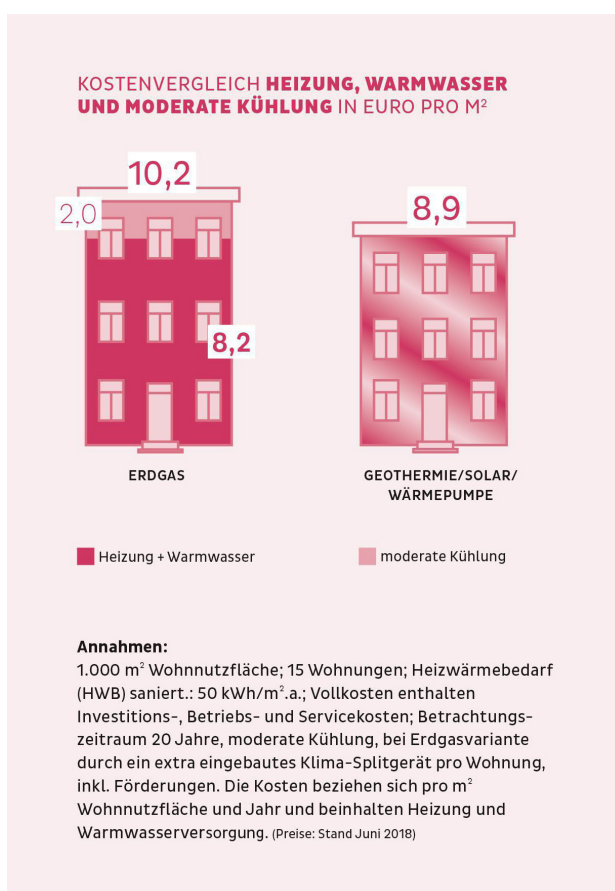 KOSTENVERGLEICH HEIZUNG, WARMWASSER
UND MODERATE KÜHLUNG IN EURO PRO M²
10,2
2,0
8,2
8,9
ERDGAS
GEOTHERMIE/SOLAR/
WÄRMEPUMPE
Heizung + Warmwasser
moderate Kühlung
Annahmen:
1.000 m² Wohnnutzfläche; 15 Wohnungen; Heizwärmebedarf
(HWB) saniert.: 50 kWh/m².a.; Vollkosten enthalten
Investitions-, Betriebs- und Servicekosten; Betrachtungs-
zeitraum 20 Jahre, moderate Kühlung, bei Erdgasvariante
durch ein extra eingebautes Klima-Splitgerät pro Wohnung,
inkl. Förderungen. Die Kosten beziehen sich pro m²
Wohnnutzfläche und Jahr und beinhalten Heizung und
Warmwasserversorgung. (Preise: Stand Juni 2018)